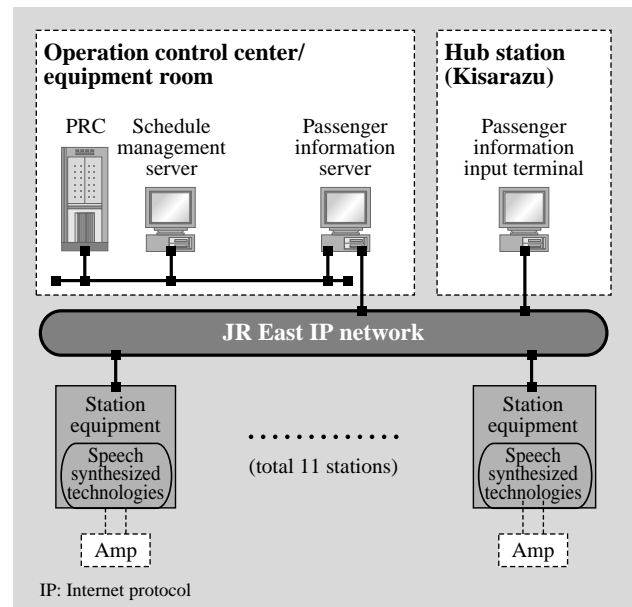 Operation control center/
equipment room
PRC
Schedule
management
server
Passenger
information
server
Hub station
(Kisarazu)
Passenger
information
input terminal
JR East IP network
Station
equipment
Speech
synthesized
technologies
Amp
(total 11 stations)
Station
equipment
Speech
synthesized
technologies
Amp
IP: Internet protocol